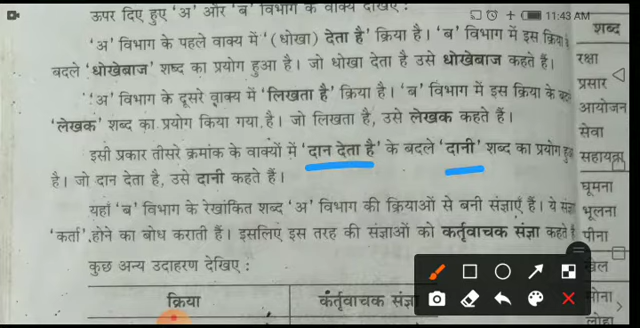 11:43 AM
ऊपर दिए हुए 'अ' और 'ब' विभाग के वाक्य देखिए :
'अ' विभाग के पहले वाक्य में '(धोखा) देता है' क्रिया है। 'ब' विभाग में इस क्रिया के
बदले 'धोखेबाज' शब्द का प्रयोग हुआ है। जो धोखा देता है उसे धोखेबाज कहते हैं।
'अ' विभाग के दूसरे वाक्य में 'लिखता है' क्रिया है। 'ब' विभाग में इस क्रिया के बदले
'लेखक' शब्द का प्रयोग किया गया है। जो लिखता है, उसे लेखक कहते हैं।
इसी प्रकार तीसरे क्रमांक के वाक्यों में 'दान देता है' के बदले 'दानी' शब्द का प्रयोग हुआ
है। जो दान देता है, उसे दानी कहते हैं।
यहाँ 'ब' विभाग के रेखांकित शब्द 'अ' विभाग की क्रियाओं से बनी संज्ञाएँ हैं। ये संज्ञा
'कर्ता' होने का बोध कराती हैं। इसलिए इस तरह की संज्ञाओं को कर्तृवाचक संज्ञा कहते
कुछ अन्य उदाहरण देखिए :
क्रिया
कर्तृवाचक संज्ञा
शब्द
रक्षा
प्रसार
आयोजन
सेवा
सहायता
घूमना
भूलना
पीना
खेल
सोना
लोहा